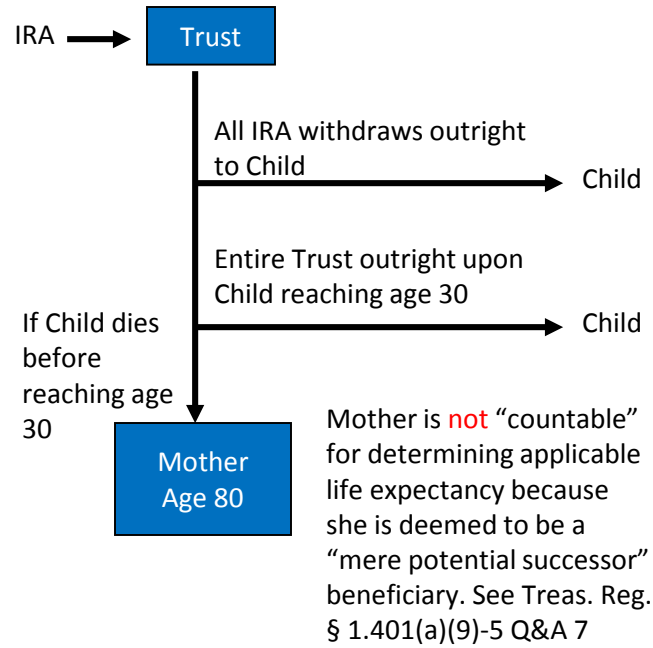 IRA
Trust
All IRA withdraws outright
to Child
Child
Entire Trust outright upon
Child reaching age 30
Child
If Child dies
before
reaching age
30
Mother
Age 80
Mother is not “countable”
for determining applicable
life expectancy because
she is deemed to be a
“mere potential successor”
beneficiary. See Treas. Reg.
§ 1.401(a)(9)-5 Q&A 7